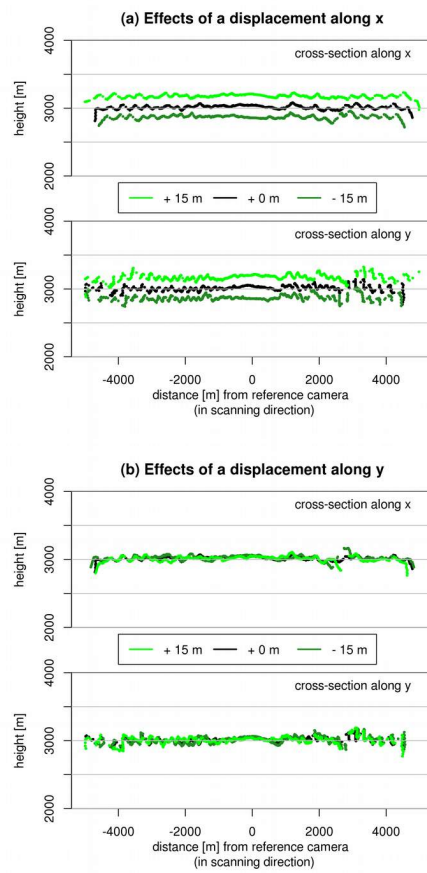 (a) Effects of a displacement along x
4000
cross-section along x
height [m]
3000
2000
+ 15 m + 0 m - 15 m
4000
cross-section along y
height [m]
3000
2000
-4000 -2000 0 2000 4000
distance [m] from reference camera
(in scanning direction)
(b) Effects of a displacement along y
4000
cross-section along x
height [m]
3000
2000
+ 15 m + 0 m - 15 m
4000
cross-section along y
height [m]
3000
2000
-4000 -2000 0 2000 4000
distance [m] from reference camera
(in scanning direction)